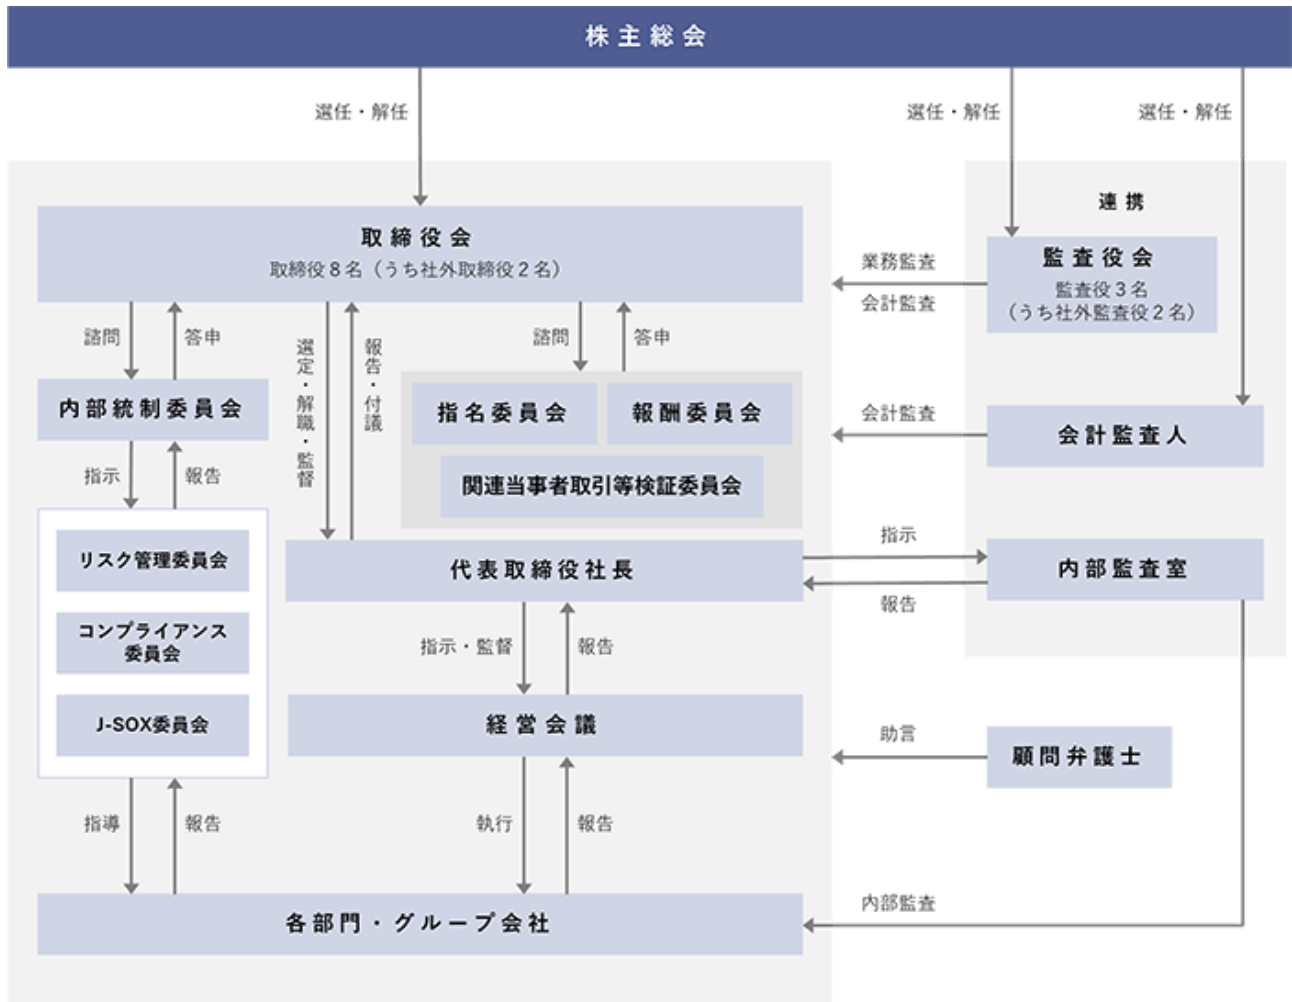 株主総会
選任・解任
選任・解任
選任・解任
取締役会
取締役8名（うち社外取締役2名）
連携
監査役会
監査役3名
（うち社外監査役2名）
業務監査
会計監査
諮問
答申
選定・解職・監督
報告・付議
諮問
答申
内部統制委員会
指名委員会
報酬委員会
関連当事者取引等検証委員会
会計監査
会計監査人
指示
報告
リスク管理委員会
コンプライアンス
委員会
J-SOX委員会
代表取締役社長
指示
報告
内部監査室
指示・監督
報告
経営会議
助言
顧問弁護士
指導
報告
執行
報告
各部門・グループ会社
内部監査